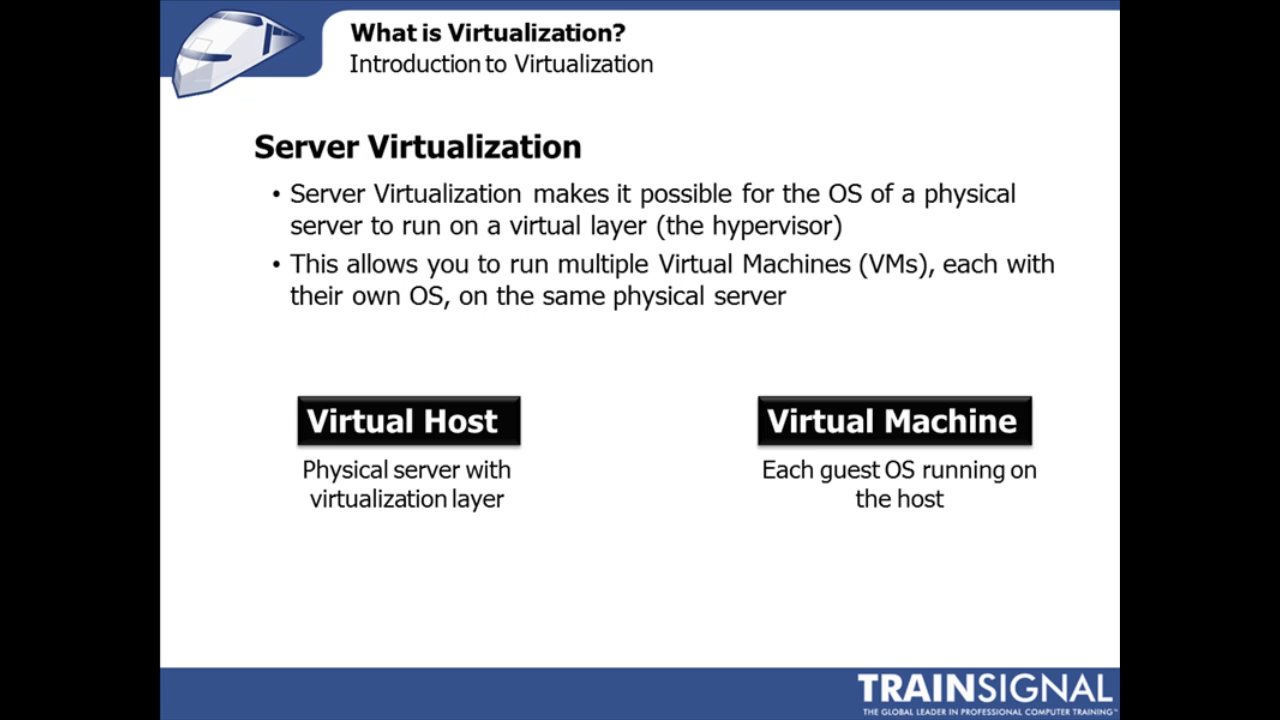 What is Virtualization?
Introduction to Virtualization
Server Virtualization
• Server Virtualization makes it possible for the OS of a physical
server to run on a virtual layer (the hypervisor)
• This allows you to run multiple Virtual Machines (VMs), each with
their own OS, on the same physical server
Virtual Host
Physical server with
virtualization layer
Virtual Machine
Each guest OS running on
the host
TRAINSIGNAL
THE GLOBAL LEADER IN PROFESSIONAL COMPUTER TRAINING™